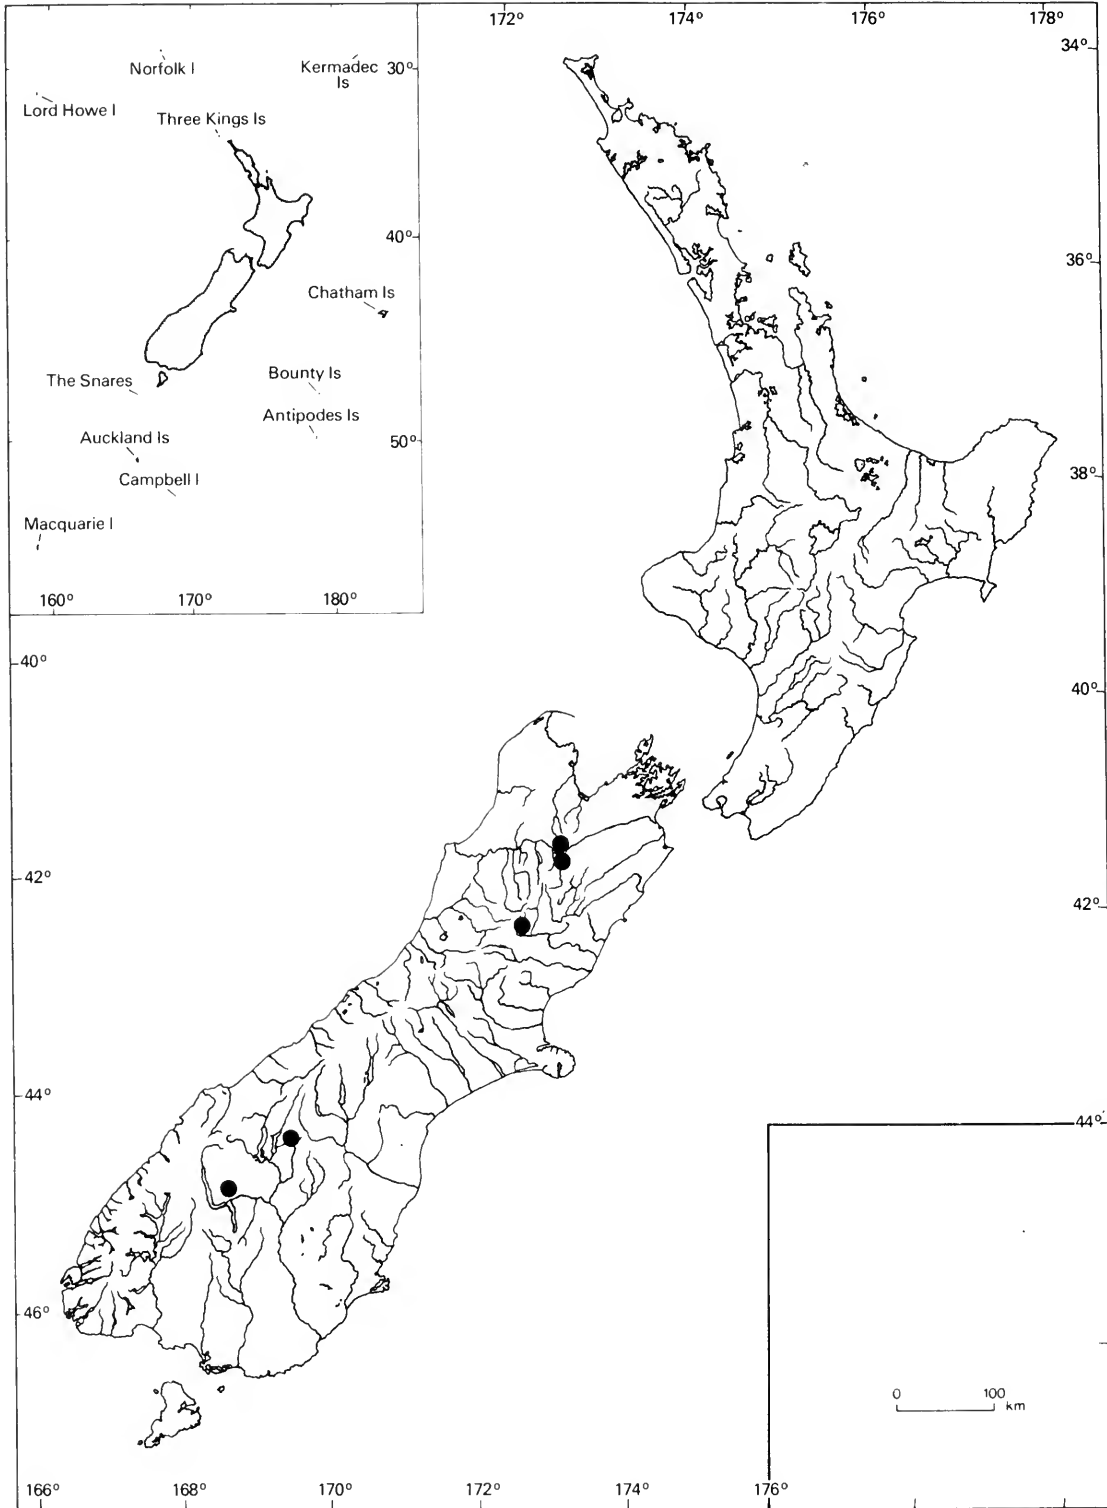 172°
174°
176°
178°
34°
Norfolk I
Kermadec
Is
30°
Lord Howe I
Three Kings Is
40°
36°
Chatham Is
The Snares
Bounty Is
Antipodes Is
Auckland Is
50°
Campbell I
38°
Macquarie I
160°
170°
180°
40°
40°
42°
42°
44°
44°
46°
0
100
km
166°
168°
170°
172°
174°
176°